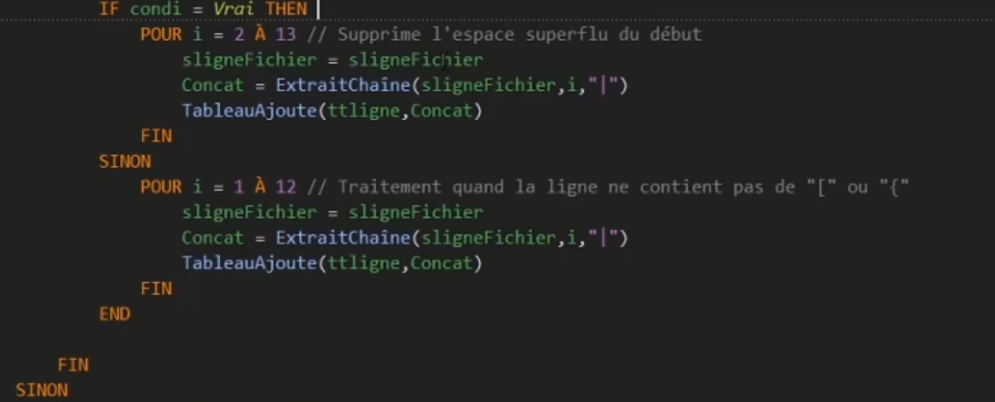 IF condi = Vrai THEN
POUR i = 2 À 13 // Supprime l'espace superflu du début
sligneFichier = sligneFichier
Concat = ExtraitChaîne(sligneFichier,i,"|")
TableauAjoute(ttligne,Concat)
FIN
SINON
POUR i = 1 À 12 // Traitement quand la ligne ne contient pas de "[" ou "{"
sligneFichier = sligneFichier
Concat = ExtraitChaîne(sligneFichier,i,"|")
TableauAjoute(ttligne,Concat)
FIN
END
FIN
SINON